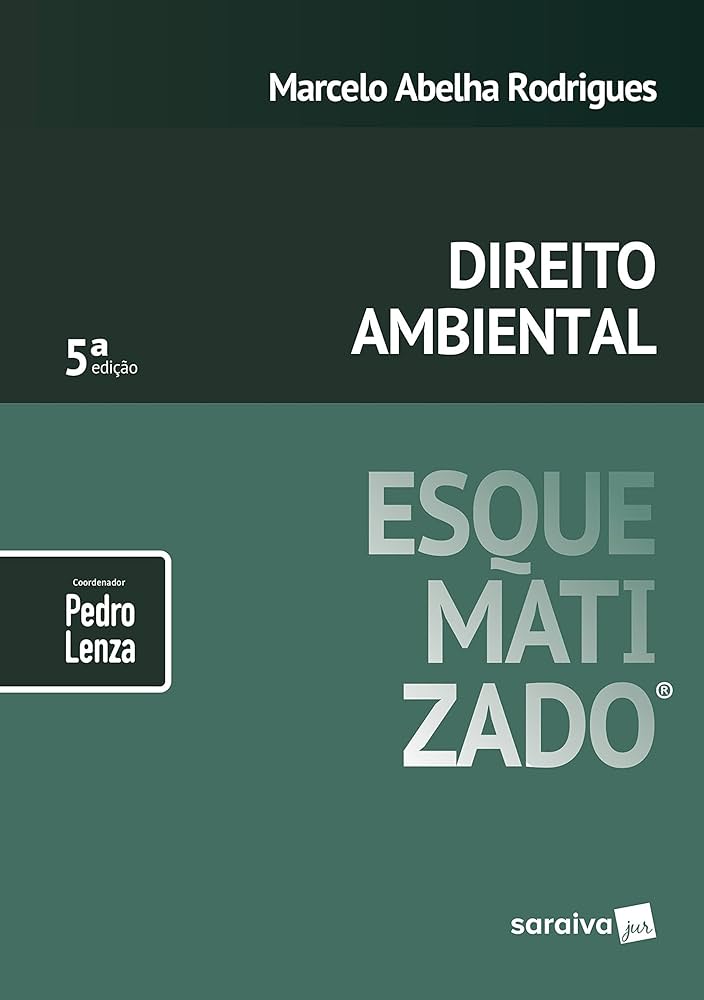 Marcelo Abelha Rodrigues
DIREITO
AMBIENTAL
5ª
edição
ESQUE
MATI
ZADO®
Coordenador
Pedro
Lenza
saraiva jur